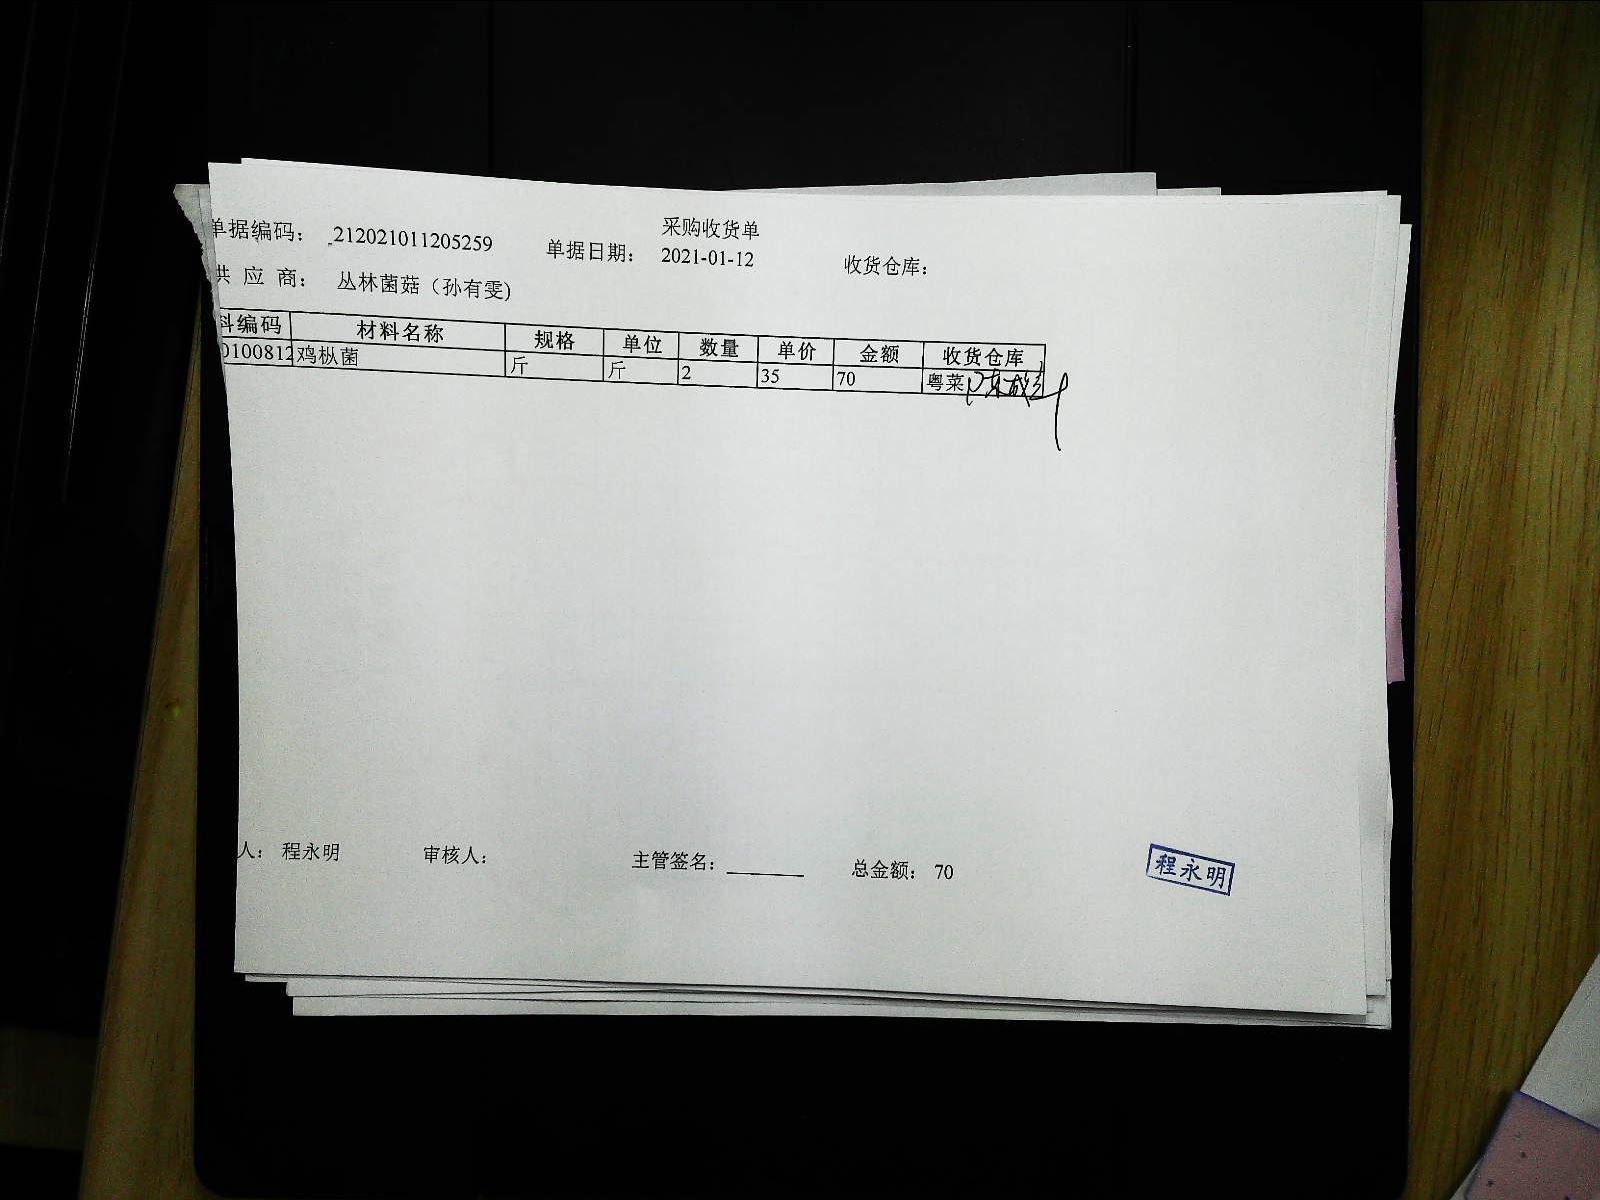 采购收货单
单据编码： 212021011205259 单据日期： 2021-01-12 收货仓库：
供 应 商： 丛林菌菇（孙有雯)
料编码 材料名称 规格 单位 数量 单价 金额 收货仓库
0100812 鸡枞菌 斤 斤 2 35 70 粤菜
人： 程永明 审核人： 主管签名： 总金额： 70
程永明